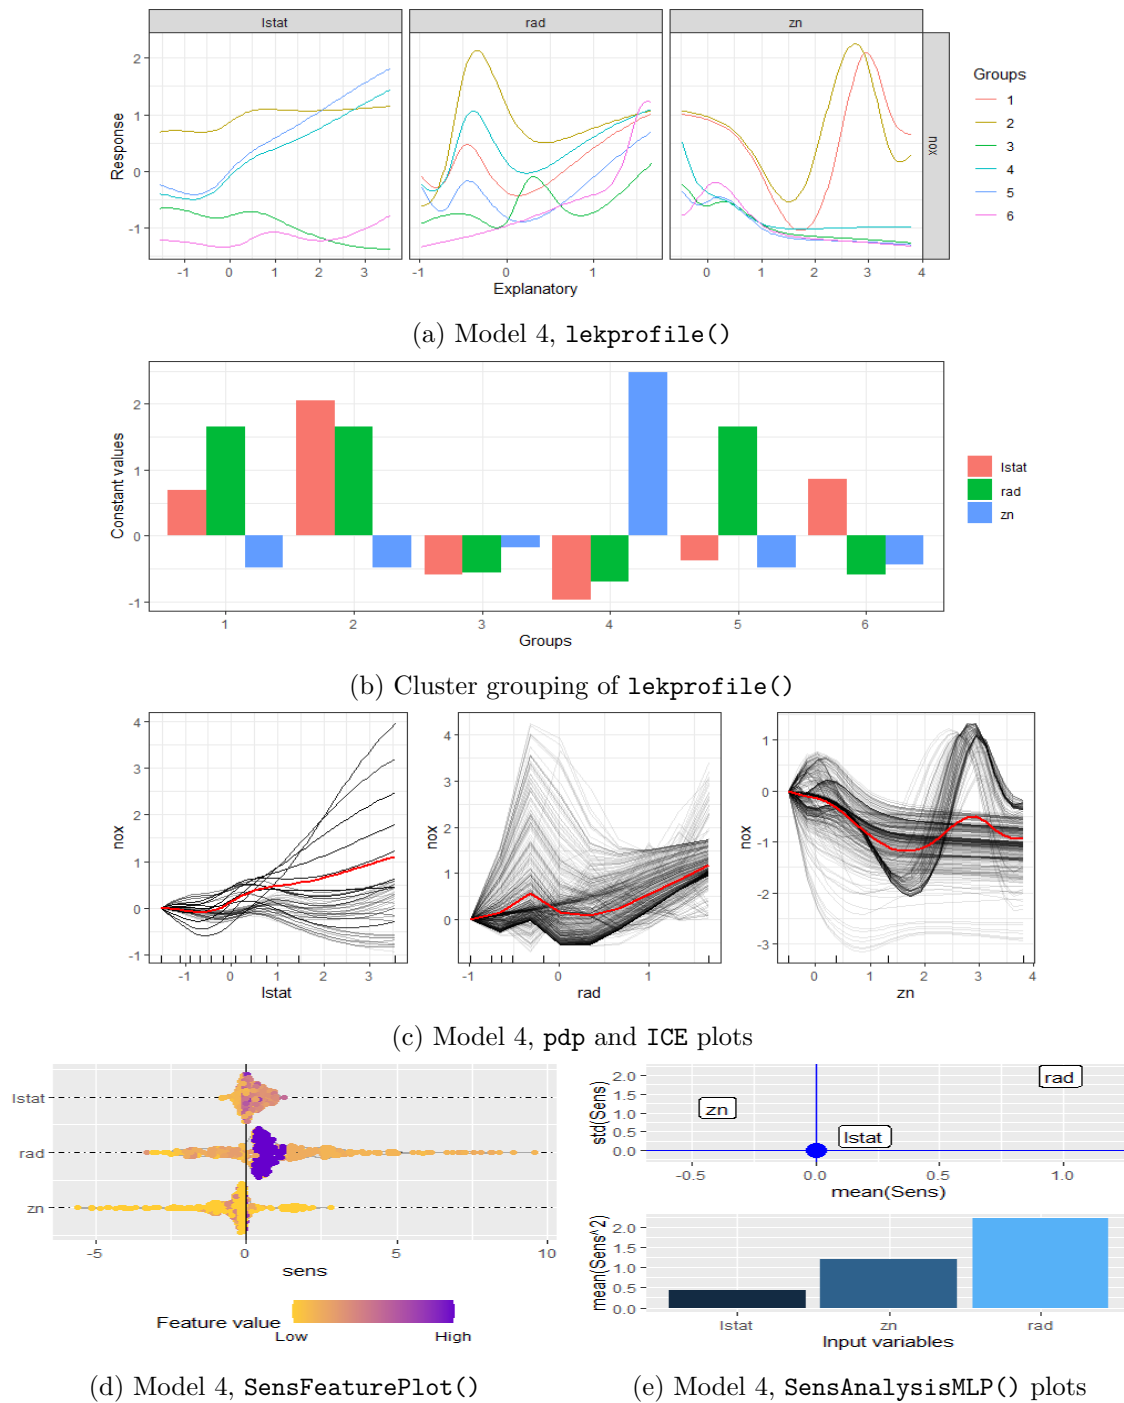 lstat rad zn
2
1
0
-1
Response
-1 0 1 2 3
-1 0 1
0 1 2 3 4
Explanatory
nox
Groups
1
2
3
4
5
6
(a) Model 4, lekprofile()
2
1
0
-1
Constant values
1 2 3 4 5 6
Groups
lstat
rad
zn
(b) Cluster grouping of lekprofile()
4
3
2
1
0
-1
nox
-1 0 1 2 3
lstat
4
3
2
1
0
nox
-1 0 1
rad
1
0
-1
-2
-3
nox
0 1 2 3 4
zn
(c) Model 4, pdp and ICE plots
lstat
rad
zn
-5 0 5 10
sens
Feature value
Low High
(d) Model 4, SensFeaturePlot()
2.0
1.5
1.0
0.5
0.0
std(Sens)
rad
zn
lstat
-0.5 0.0 0.5 1.0
mean(Sens)
2.0
1.5
1.0
0.5
0.0
mean(Sens^2)
lstat zn rad
Input variables
(e) Model 4, SensAnalysisMLP() plots